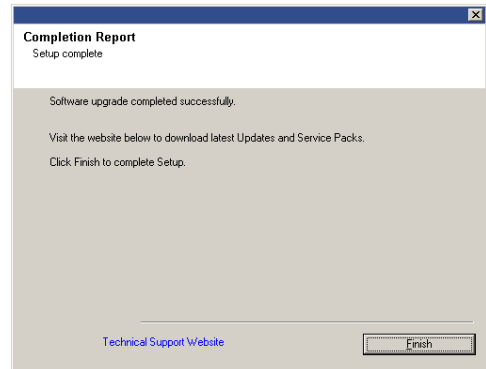 Completion Report
Setup complete
Software upgrade completed successfully.
Visit the website below to download latest Updates and Service Packs.
Click Finish to complete Setup.
Technical Support Website
Finish